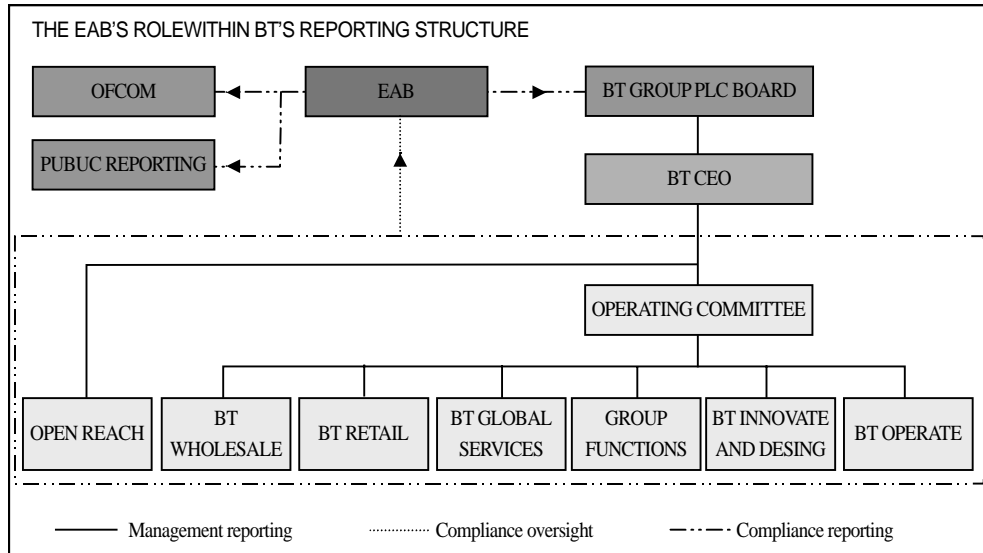 THE EAB'S ROLEWITHIN BT'S REPORTING STRUCTURE
OFCOM
EAB
BT GROUP PLC BOARD
PUBUC REPORTING
BT CEO
OPERATING COMMITTEE
OPEN REACH
BT
WHOLESALE
BT RETAIL
BT GLOBAL
SERVICES
GROUP
FUNCTIONS
BT INNOVATE
AND DESING
BT OPERATE
Management reporting
Compliance oversight
Compliance reporting